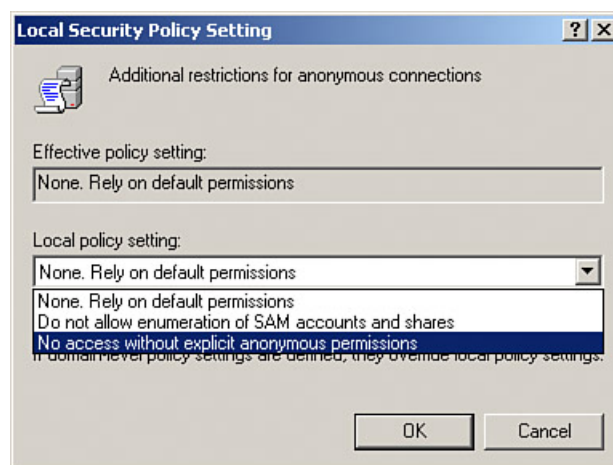 Local Security Policy Setting
Additional restrictions for anonymous connections
Effective policy setting:
None. Rely on default permissions
Local policy setting:
None. Rely on default permissions
None. Rely on default permissions
Do not allow enumeration of SAM accounts and shares
No access without explicit anonymous permissions
If domain-level policy settings are defined, they override local policy settings.
OK Cancel